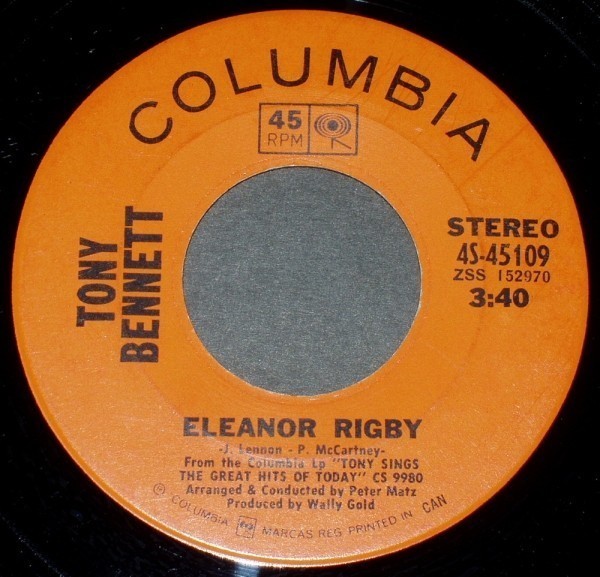 COLUMBIA
45
RPM
TONY
BENNETT
STEREO
4S-45109
ZSS 152970
3:40
ELEANOR RIGBY
-J. Lennon - P. McCartney-
From the Columbia Lp "TONY SINGS
THE GREAT HITS OF TODAY" CS 9980
Arranged & Conducted by Peter Matz
Produced by Wally Gold
© COLUMBIA MARCAS REG PRINTED IN CAN